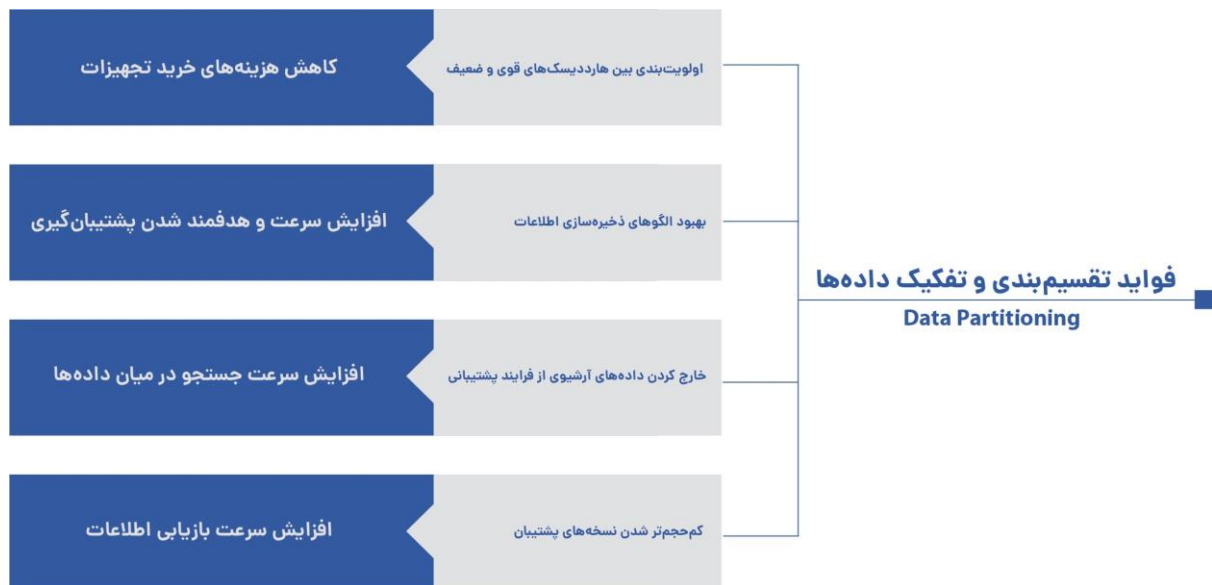 فواید تقسیم‌بندی و تفکیک داده‌ها
Data Partitioning
اولویت‌بندی بین هارددیسک‌های قوی و ضعیف
کاهش هزینه‌های خرید تجهیزات
بهبود الگوهای ذخیره‌سازی اطلاعات
افزایش سرعت و هدفمند شدن پشتیبان‌گیری
خارج کردن داده‌های آرشیوی از فرایند پشتیبانی
افزایش سرعت جستجو در میان داده‌ها
کم‌حجم‌تر شدن نسخه‌های پشتیبان
افزایش سرعت بازیابی اطلاعات